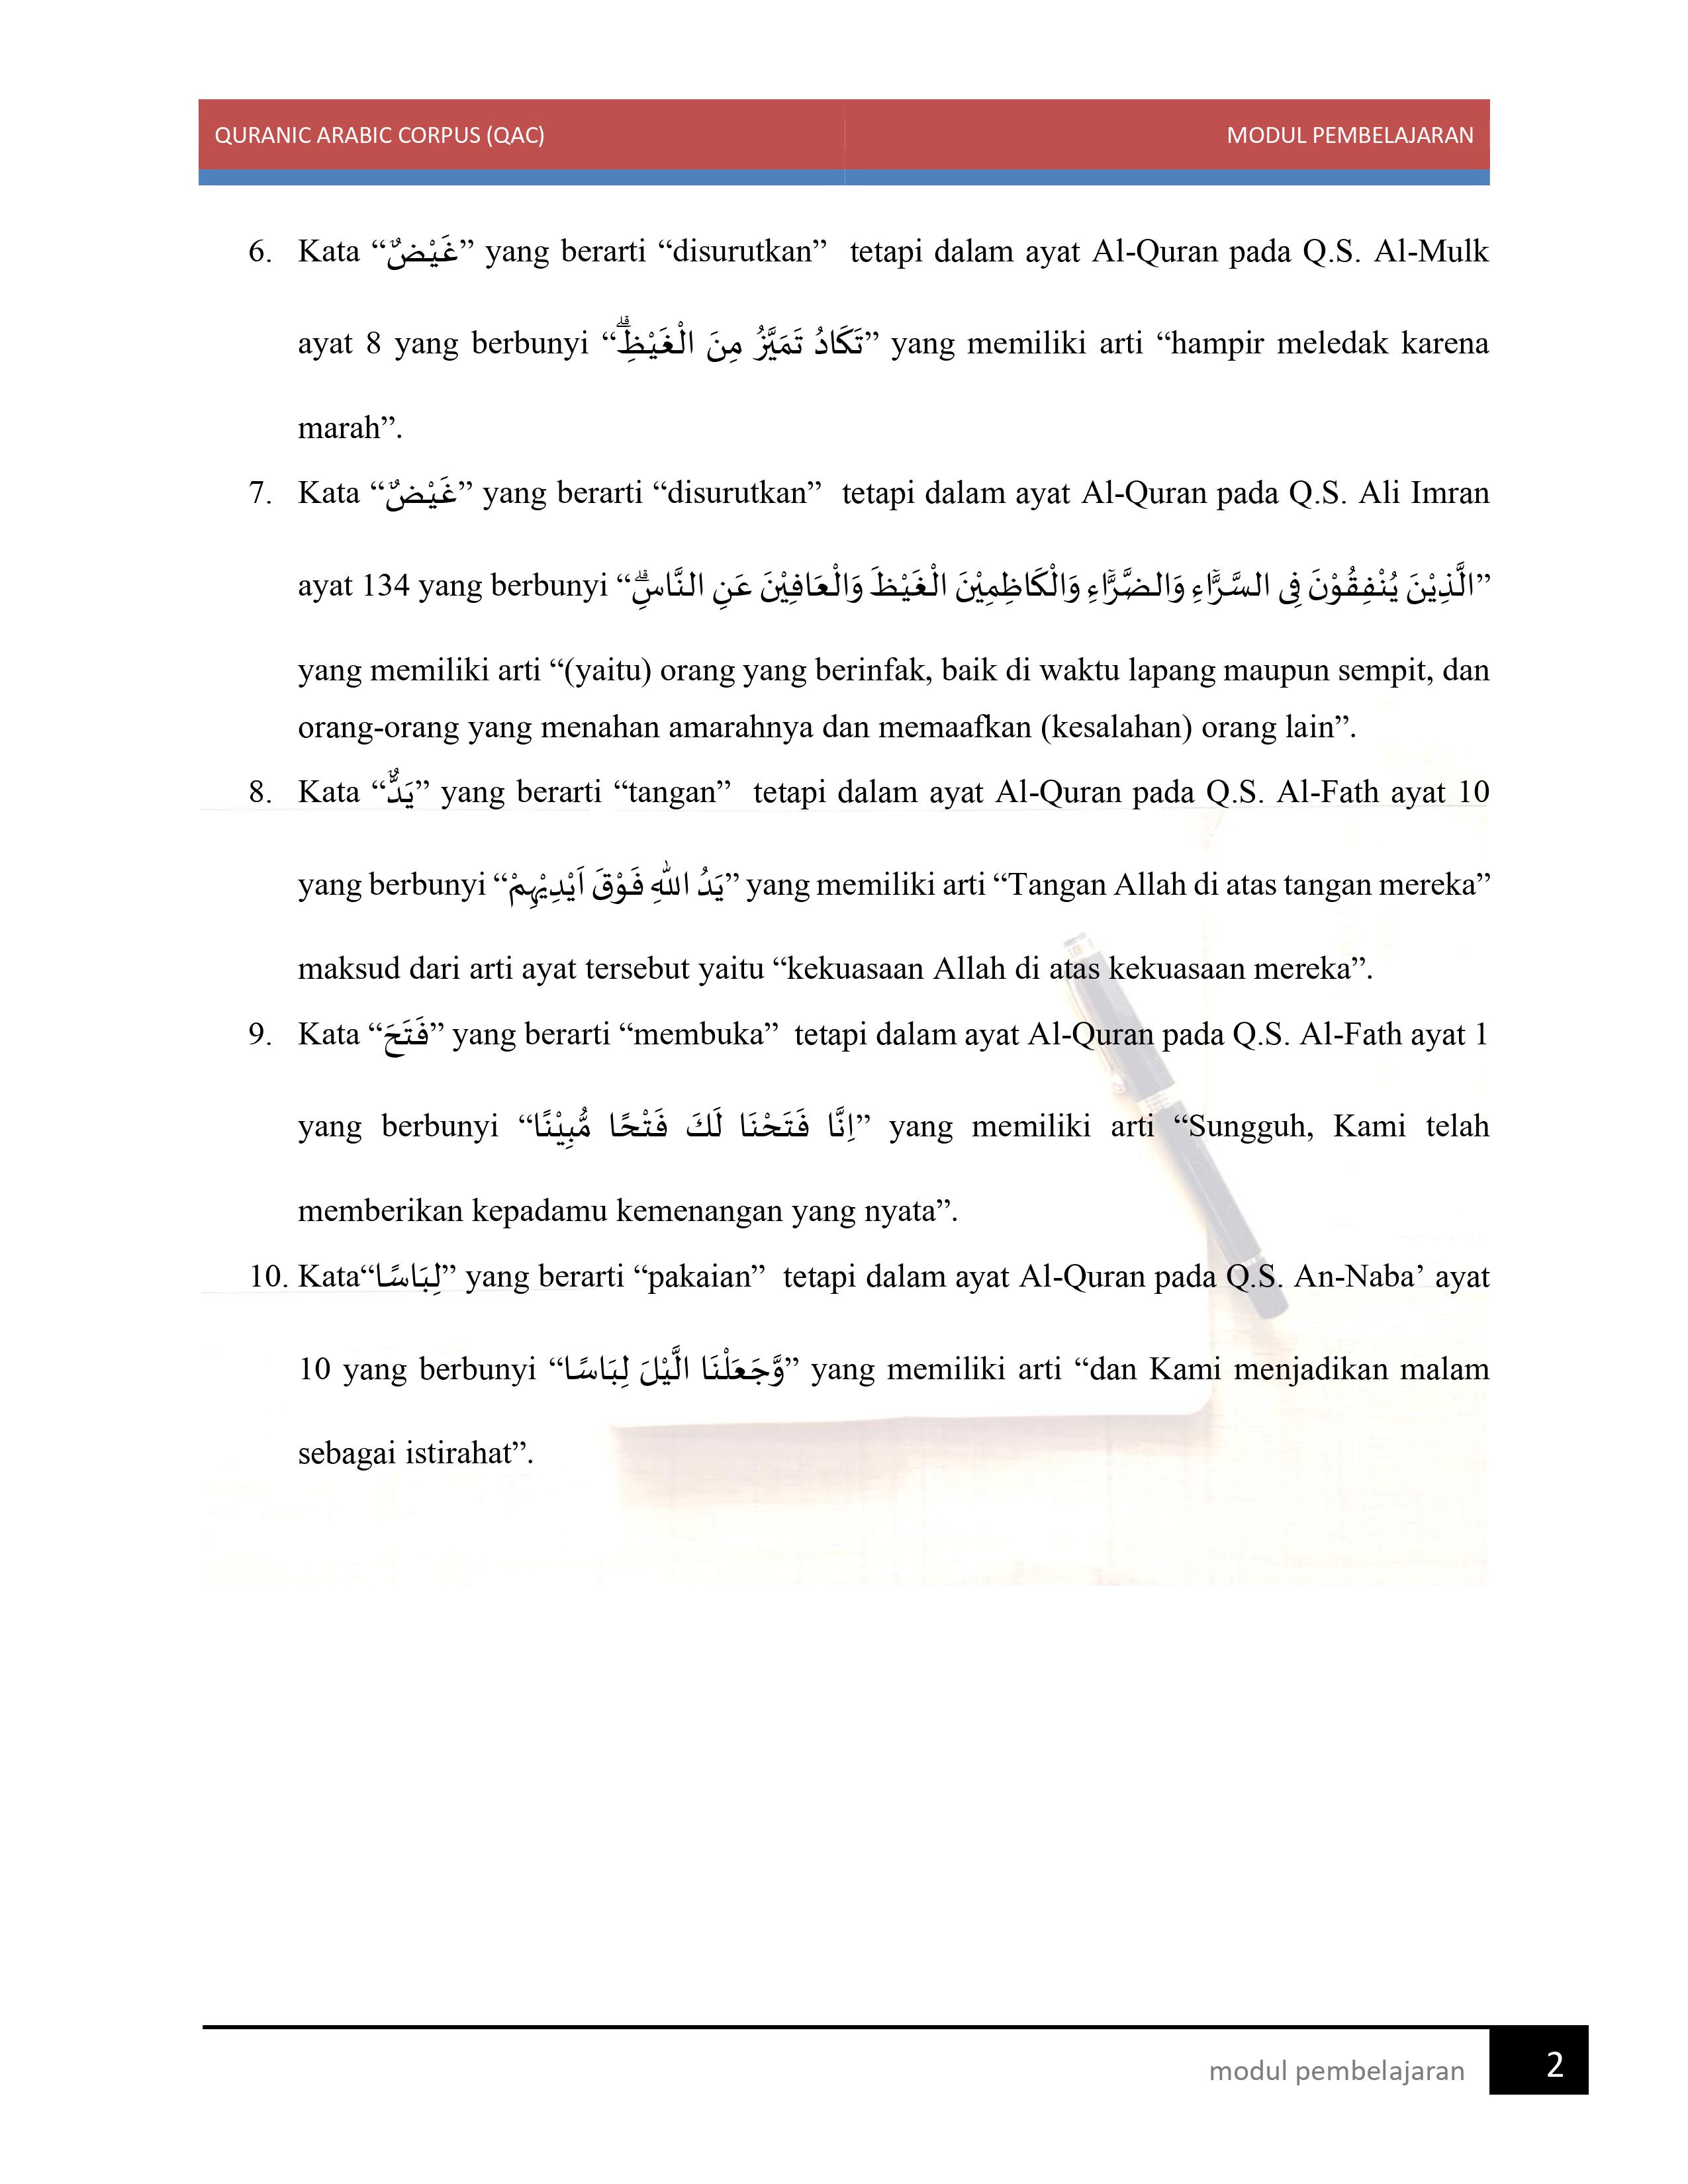 QURANIC ARABIC CORPUS (QAC) MODUL PEMBELAJARAN
6. Kata “غَيْضٌ” yang berarti “disurutkan” tetapi dalam ayat Al-Quran pada Q.S. Al-Mulk
ayat 8 yang berbunyi “تَكَادُ تَمَيَّزُ مِنَ الْغَيْظِۗ” yang memiliki arti “hampir meledak karena
marah”.
7. Kata “غَيْضٌ” yang berarti “disurutkan” tetapi dalam ayat Al-Quran pada Q.S. Ali Imran
ayat 134 yang berbunyi “الَّذِيْنَ يُنْفِقُوْنَ فِى السَّرَّاۤءِ وَالضَّرَّاۤءِ وَالْكَاظِمِيْنَ الْغَيْظَ وَالْعَافِيْنَ عَنِ النَّاسِۗ”
yang memiliki arti “(yaitu) orang yang berinfak, baik di waktu lapang maupun sempit, dan
orang-orang yang menahan amarahnya dan memaafkan (kesalahan) orang lain”.
8. Kata “يَدٌّ” yang berarti “tangan” tetapi dalam ayat Al-Quran pada Q.S. Al-Fath ayat 10
yang berbunyi “يَدُ اللّٰهِ فَوْقَ اَيْدِيْهِمْ” yang memiliki arti “Tangan Allah di atas tangan mereka”
maksud dari arti ayat tersebut yaitu “kekuasaan Allah di atas kekuasaan mereka”.
9. Kata “فَتَحَ” yang berarti “membuka” tetapi dalam ayat Al-Quran pada Q.S. Al-Fath ayat 1
yang berbunyi “اِنَّا فَتَحْنَا لَكَ فَتْحًا مُّبِيْنًا” yang memiliki arti “Sungguh, Kami telah
memberikan kepadamu kemenangan yang nyata”.
10. Kata“لِبَاسًا” yang berarti “pakaian” tetapi dalam ayat Al-Quran pada Q.S. An-Naba’ ayat
10 yang berbunyi “وَّجَعَلْنَا الَّيْلَ لِبَاسًا” yang memiliki arti “dan Kami menjadikan malam
sebagai istirahat”.
modul pembelajaran 2